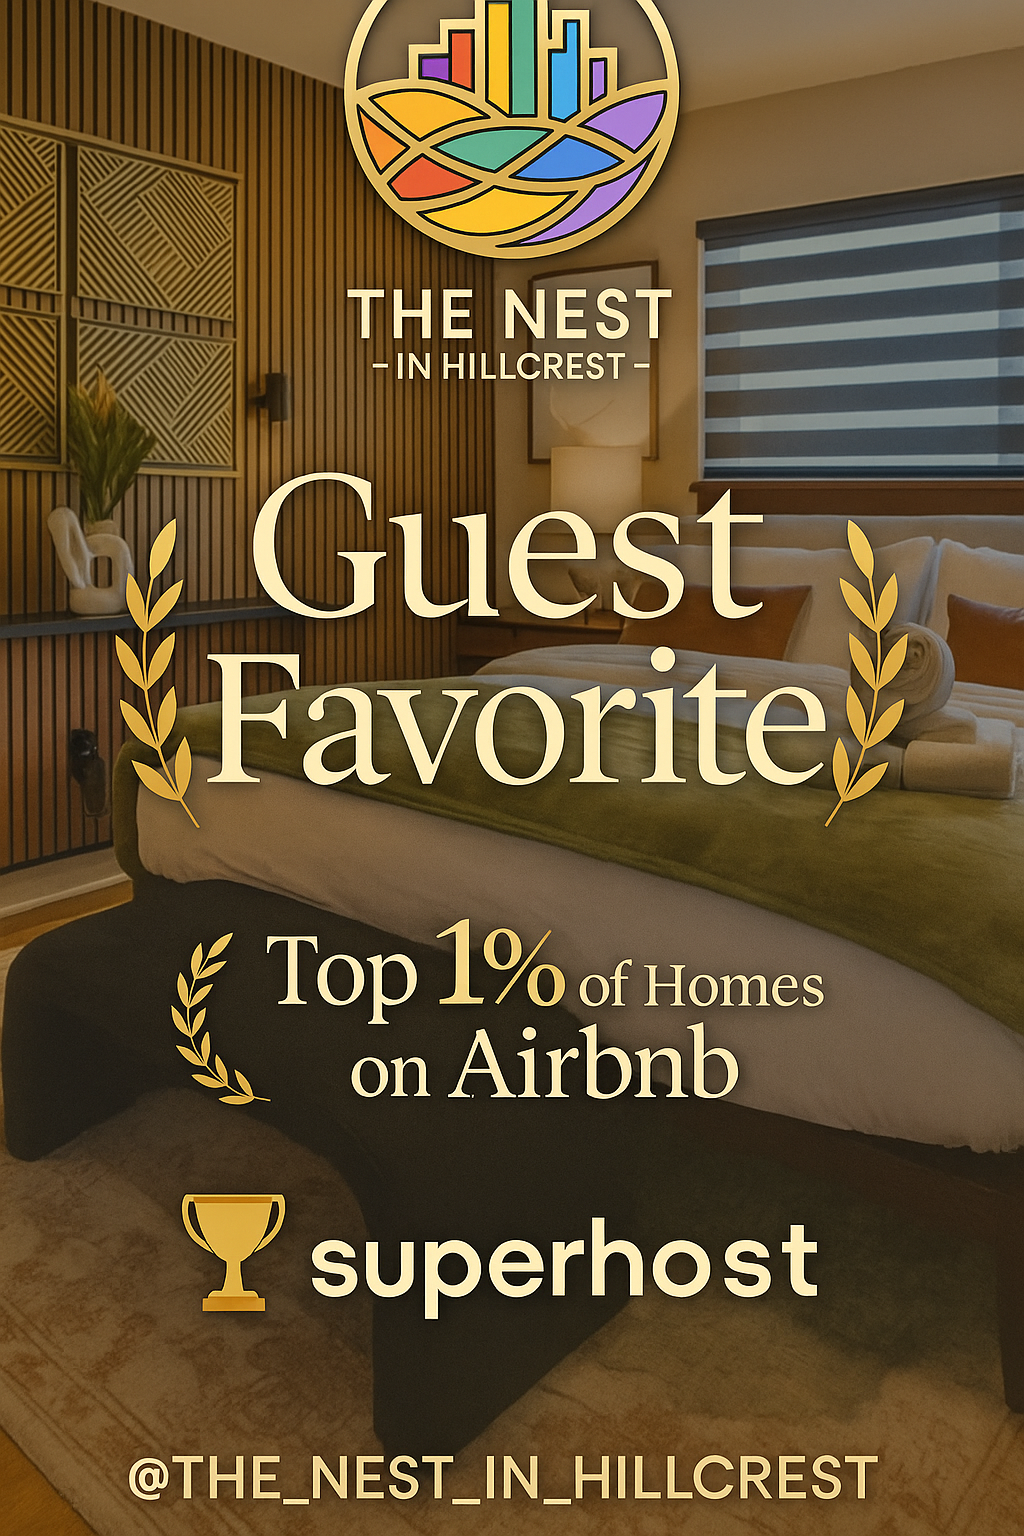 THE NEST
-IN HILLCREST-
Guest
Favorite
Top 1% of Homes
on Airbnb
superhost
@THE_NEST_IN_HILLCREST